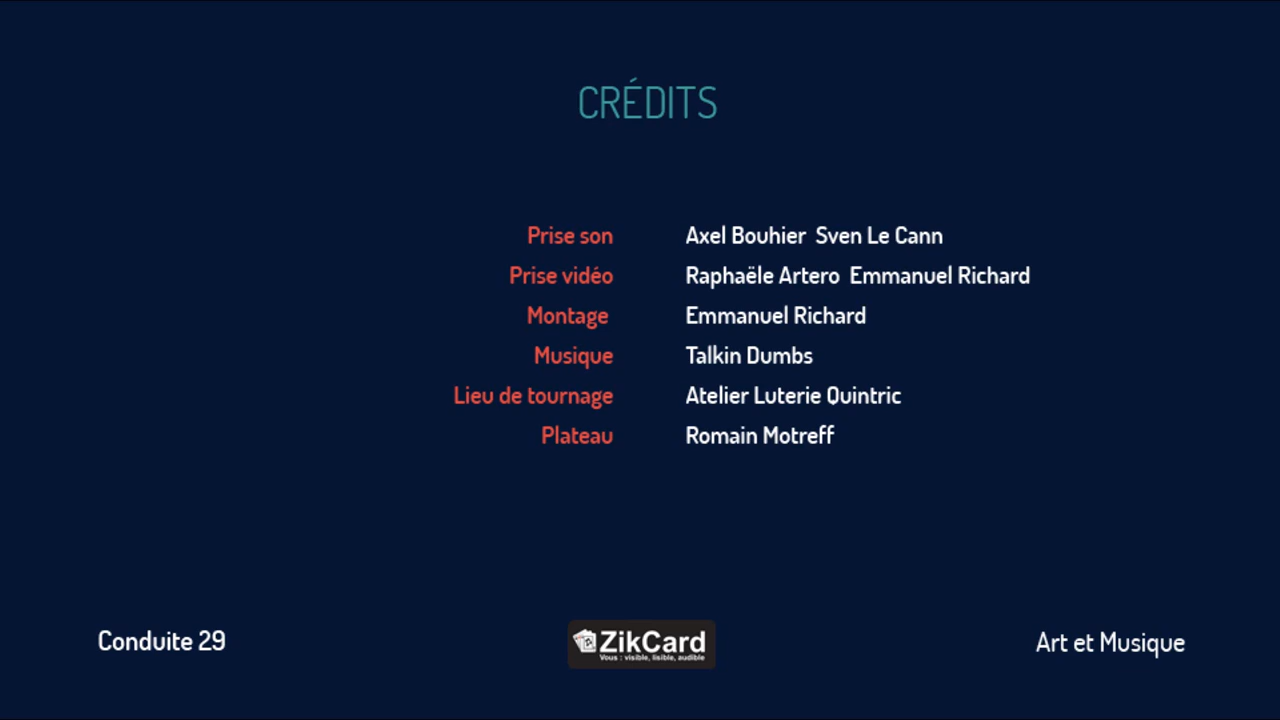 CRÉDITS
Prise son Axel Bouhier Sven Le Cann
Prise vidéo Raphaële Artero Emmanuel Richard
Montage Emmanuel Richard
Musique Talkin Dumbs
Lieu de tournage Atelier Luterie Quintric
Plateau Romain Motreff
Conduite 29
ZikCard
Vous : visible, lisible, audible
Art et Musique